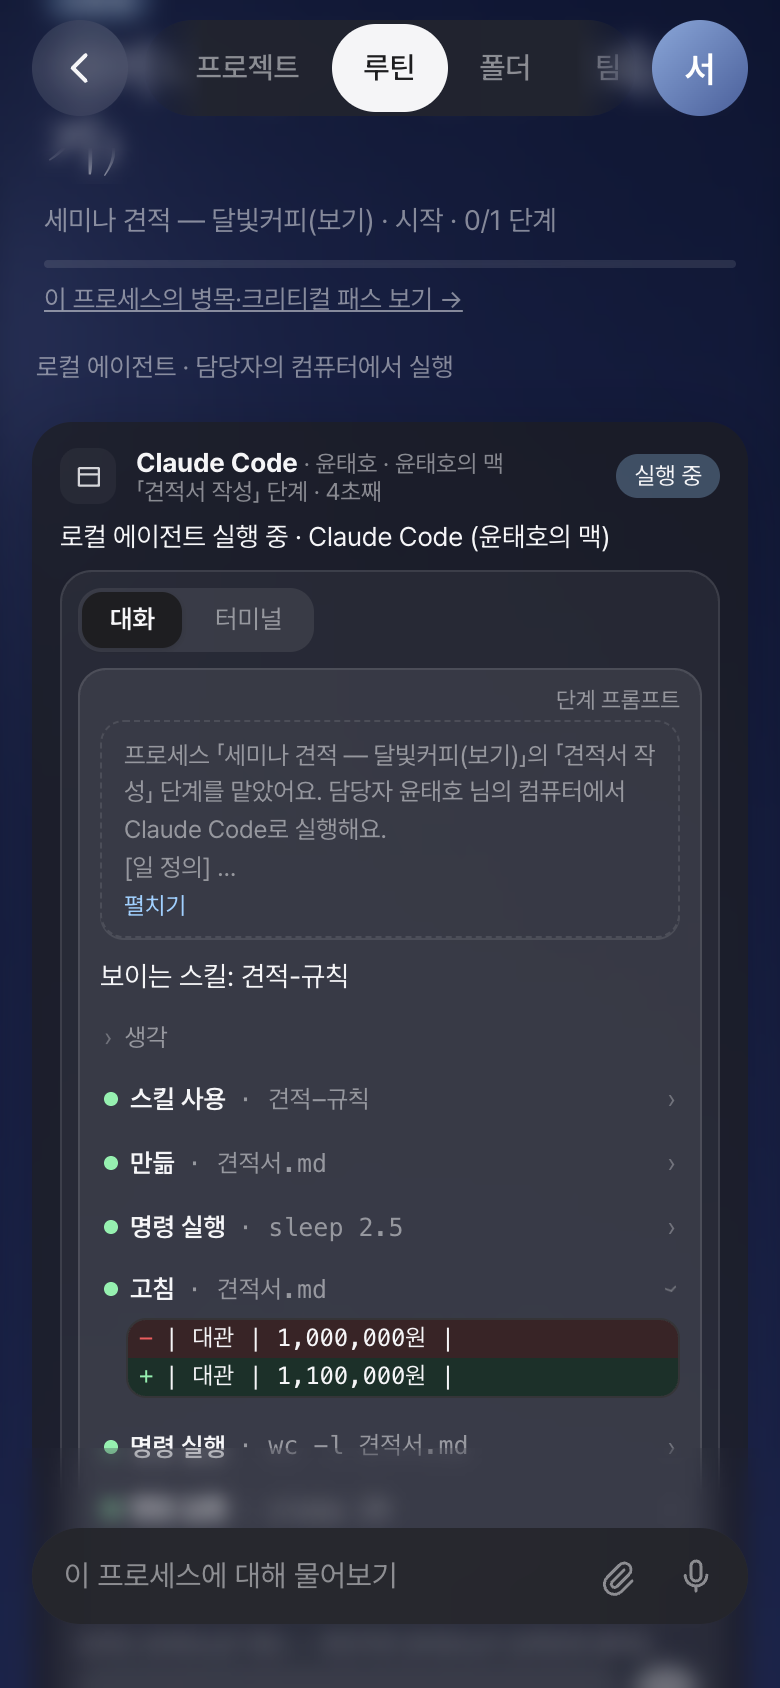 프로젝트 루틴 폴더 팀 서
세미나 견적 — 달빛커피(보기) · 시작 · 0/1 단계
이 프로세스의 병목·크리티컬 패스 보기 →
로컬 에이전트 · 담당자의 컴퓨터에서 실행
Claude Code · 윤태호 · 윤태호의 맥
「견적서 작성」 단계 · 4초째
실행 중
로컬 에이전트 실행 중 · Claude Code (윤태호의 맥)
대화 터미널
단계 프롬프트
프로세스 「세미나 견적 — 달빛커피(보기)」의 「견적서 작
성」 단계를 맡았어요. 담당자 윤태호 님의 컴퓨터에서
Claude Code로 실행해요.
[일 정의] ...
펼치기
보이는 스킬: 견적-규칙
› 생각
스킬 사용 · 견적-규칙 ›
만듦 · 견적서.md ›
명령 실행 · sleep 2.5 ›
고침 · 견적서.md
- | 대관 | 1,000,000원 |
+ | 대관 | 1,100,000원 |
명령 실행 · wc -l 견적서.md ›
이 프로세스에 대해 물어보기